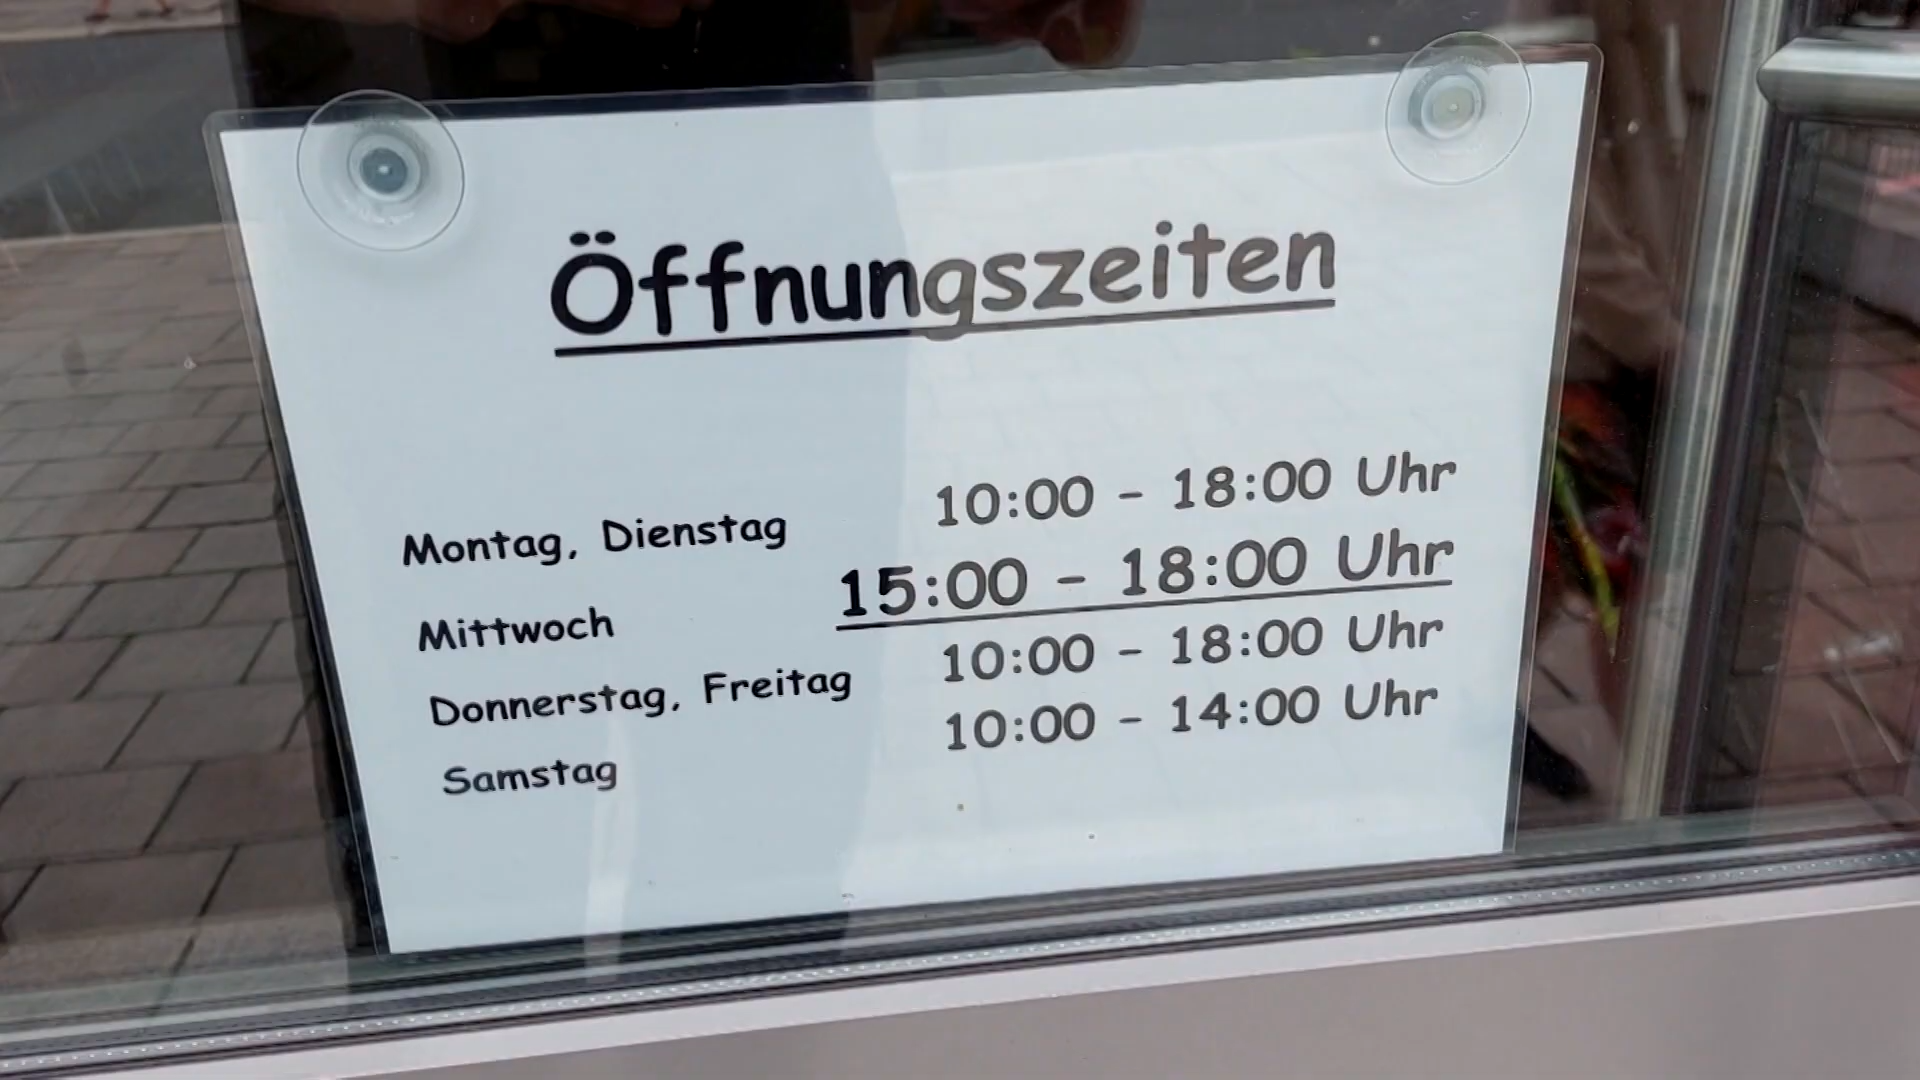 Öffnungszeiten
Montag, Dienstag 10:00 - 18:00 Uhr
Mittwoch 15:00 - 18:00 Uhr
Donnerstag, Freitag 10:00 - 18:00 Uhr
Samstag 10:00 - 14:00 Uhr